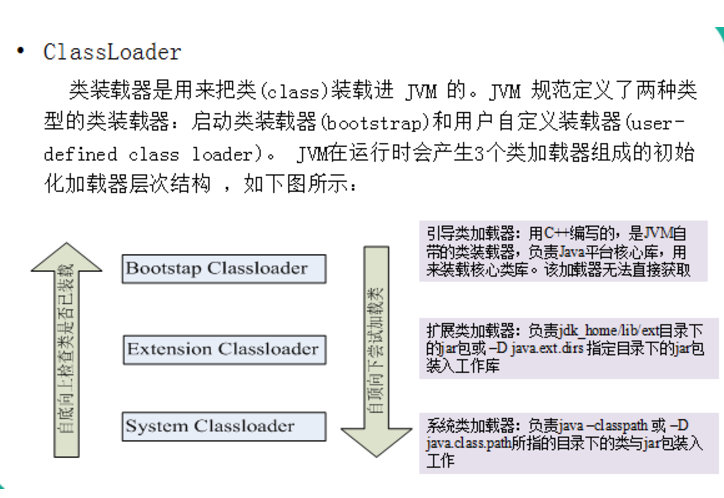 • ClassLoader
类装载器是用来把类(class)装载进 JVM 的。JVM 规范定义了两种类
型的类装载器: 启动类装载器(bootstrap)和用户自定义装载器(user-
defined class loader)。 JVM在运行时会产生3个类加载器组成的初始
化加载器层次结构 ，如下图所示:
自底向上检查类是否已装载
Bootstap Classloader
Extension Classloader
System Classloader
自顶向下尝试加载类
引导类加载器：用C++编写的，是JVM自
带的类装载器，负责Java平台核心库，用
来装载核心类库。该加载器无法直接获取
扩展类加载器：负责jdk_home/lib/ext目录下
的jar包或 –D java.ext.dirs 指定目录下的jar包
装入工作库
系统类加载器：负责java –classpath 或 –D
java.class.path所指的目录下的类与jar包装入
工作